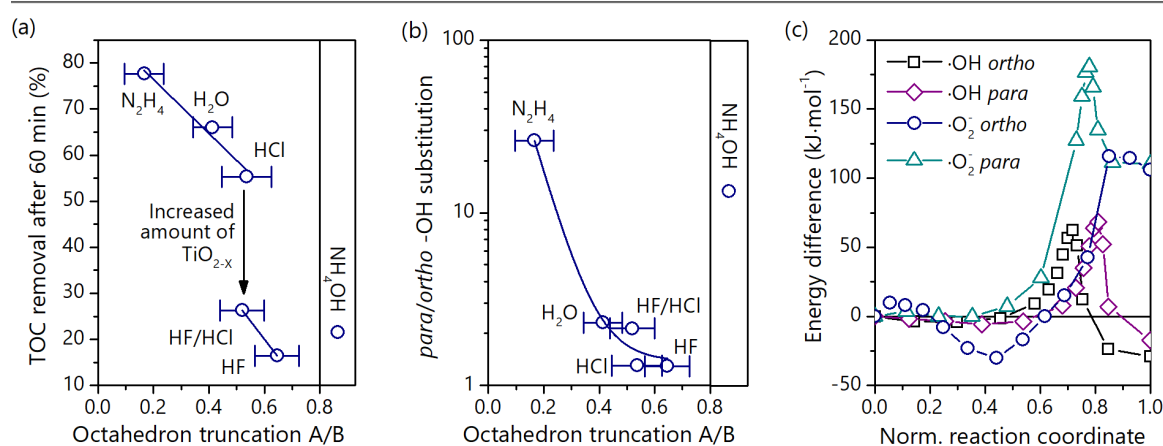 (a)
TOC removal after 60 min (%)
90
80
70
60
50
40
30
20
10
N₂H₄
H₂O
HCl
Increased
amount of
TiO₂₋ₓ
HF/HCl
HF
NH₄OH
0.0 0.2 0.4 0.6 0.8
Octahedron truncation A/B
(b)
para/ortho -OH substitution
100
10
1
N₂H₄
H₂O
HF/HCl
HCl
HF
NH₄OH
0.0 0.2 0.4 0.6 0.8
Octahedron truncation A/B
(c)
Energy difference (kJ·mol⁻¹)
200
150
100
50
0
-50
·OH ortho
·OH para
·O₂⁻ ortho
·O₂⁻ para
0.0 0.2 0.4 0.6 0.8 1.0
Norm. reaction coordinate